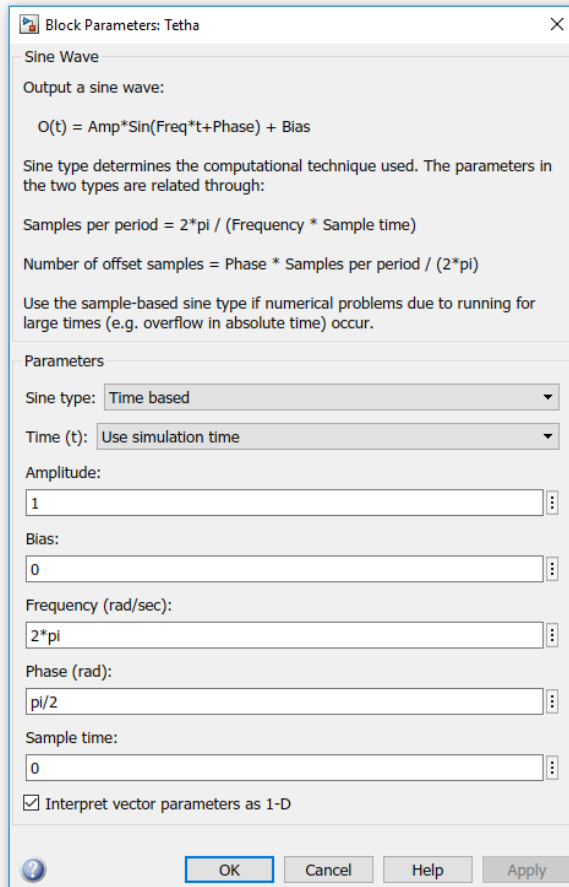 Block Parameters: Tetha
Sine Wave
Output a sine wave:
O(t) = Amp*Sin(Freq*t+Phase) + Bias
Sine type determines the computational technique used. The parameters in
the two types are related through:
Samples per period = 2*pi / (Frequency * Sample time)
Number of offset samples = Phase * Samples per period / (2*pi)
Use the sample-based sine type if numerical problems due to running for
large times (e.g. overflow in absolute time) occur.
Parameters
Sine type: Time based
Time (t): Use simulation time
Amplitude:
1
Bias:
0
Frequency (rad/sec):
2*pi
Phase (rad):
pi/2
Sample time:
0
Interpret vector parameters as 1-D
? OK Cancel Help Apply